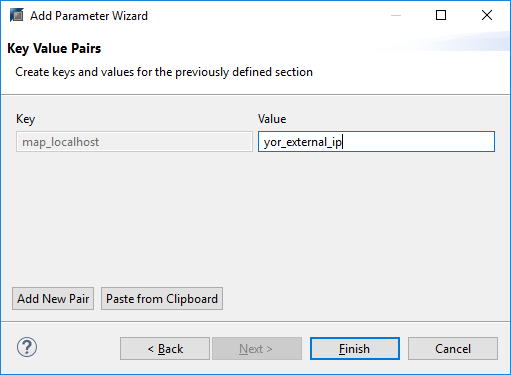 Add Parameter Wizard
Key Value Pairs
Create keys and values for the previously defined section
Key Value
map_localhost yor_external_ip
Add New Pair Paste from Clipboard
? < Back Next > Finish Cancel